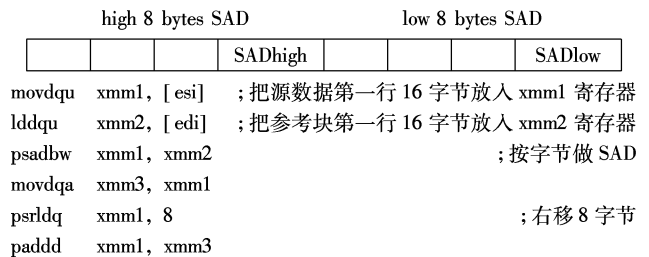 high 8 bytes SAD low 8 bytes SAD
SADhigh SADlow
movdqu xmm1, [esi] ;把源数据第一行 16 字节放入 xmm1 寄存器
lddqu xmm2, [edi] ;把参考块第一行 16 字节放入 xmm2 寄存器
psadbw xmm1, xmm2 ;按字节做 SAD
movdqa xmm3, xmm1
psrldq xmm1, 8 ;右移 8 字节
paddd xmm1, xmm3